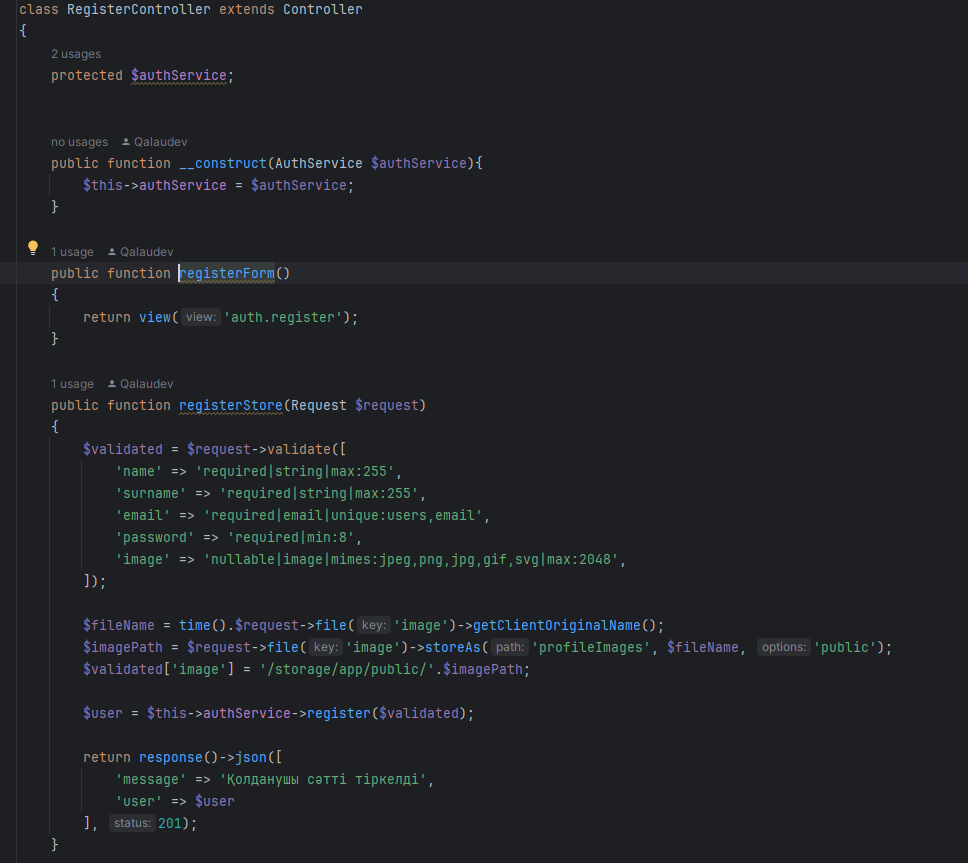 class RegisterController extends Controller
{
2 usages
protected $authService;
no usages Qalaudev
public function __construct(AuthService $authService){
$this->authService = $authService;
}
1 usage Qalaudev
public function registerForm()
{
return view( view: 'auth.register');
}
1 usage Qalaudev
public function registerStore(Request $request)
{
$validated = $request->validate([
'name' => 'required|string|max:255',
'surname' => 'required|string|max:255',
'email' => 'required|email|unique:users,email',
'password' => 'required|min:8',
'image' => 'nullable|image|mimes:jpeg,png,jpg,gif,svg|max:2048',
]);
$fileName = time().$request->file( key: 'image')->getClientOriginalName();
$imagePath = $request->file( key: 'image')->storeAs( path: 'profileImages', $fileName, options: 'public');
$validated['image'] = '/storage/app/public/'.$imagePath;
$user = $this->authService->register($validated);
return response()->json([
'message' => 'Қолданушы сәтті тіркелді',
'user' => $user
], status: 201);
}